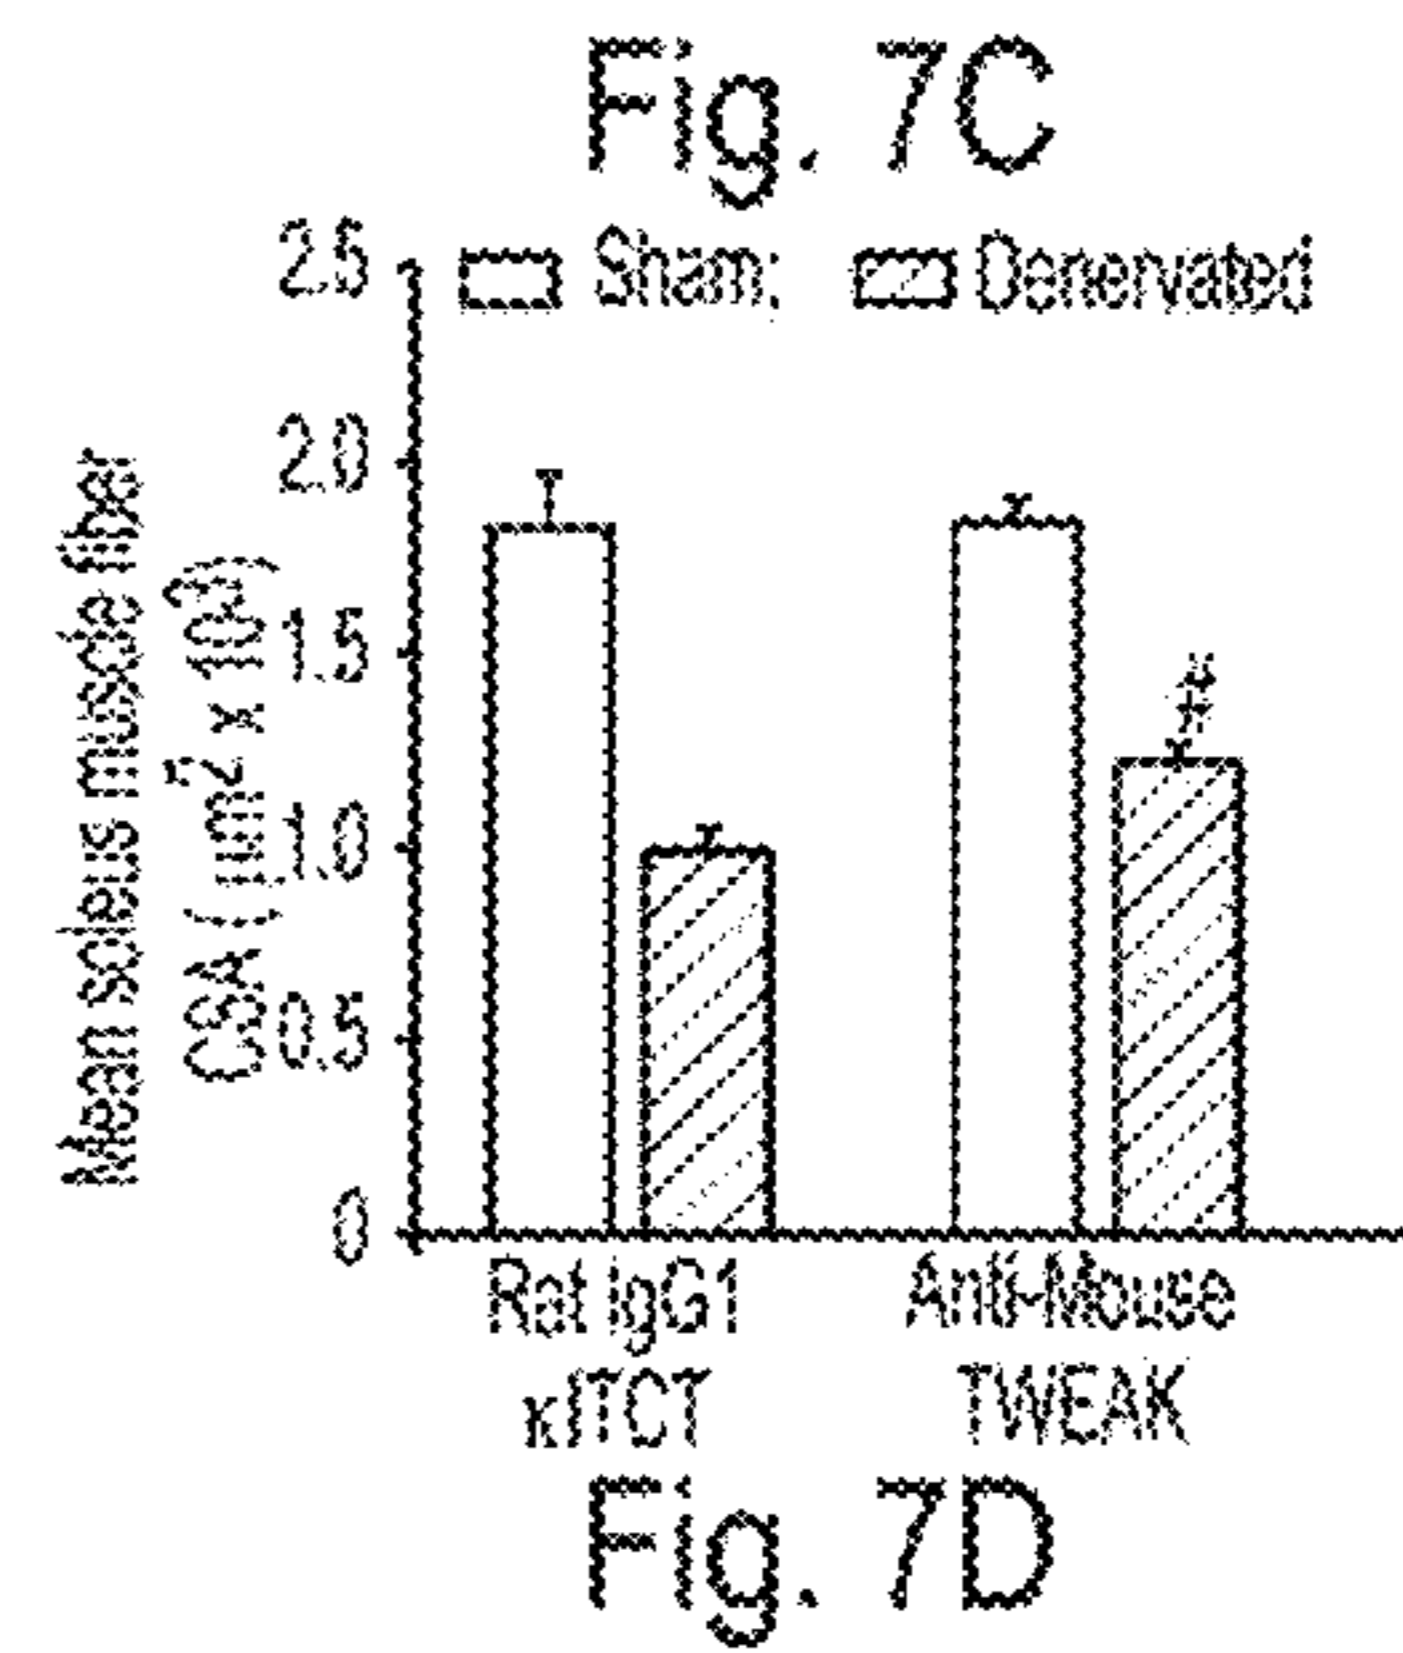 Fig. 7C
Sham; Denervated
2.5
2.0
1.5
1.0
0.5
0
Mean soleus muscle fiber
CSA (μm² x 10³)
#
Rat IgG1 Anti-Mouse
κITCT TWEAK
Fig. 7D